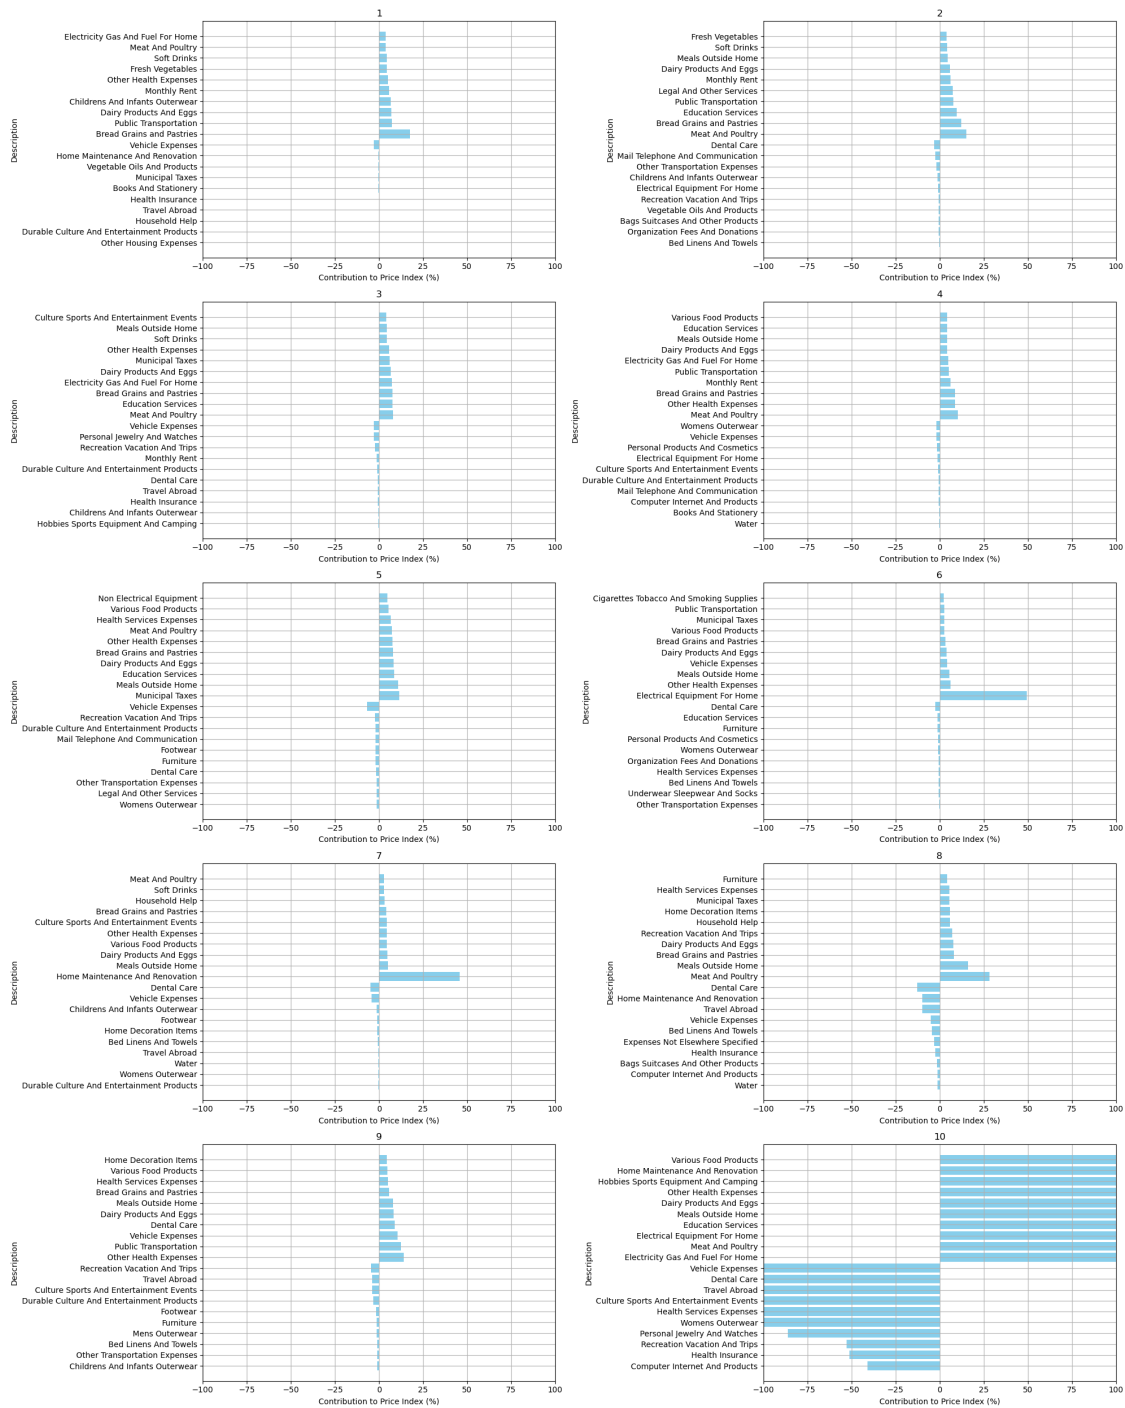 1
Electricity Gas And Fuel For Home
Meat And Poultry
Soft Drinks
Fresh Vegetables
Other Health Expenses
Monthly Rent
Childrens And Infants Outerwear
Dairy Products And Eggs
Public Transportation
Bread Grains and Pastries
Vehicle Expenses
Home Maintenance And Renovation
Vegetable Oils And Products
Municipal Taxes
Books And Stationery
Health Insurance
Travel Abroad
Household Help
Durable Culture And Entertainment Products
Other Housing Expenses
Description
−100 −75 −50 −25 0 25 50 75 100
Contribution to Price Index (%)
2
Fresh Vegetables
Soft Drinks
Meals Outside Home
Dairy Products And Eggs
Monthly Rent
Legal And Other Services
Public Transportation
Education Services
Bread Grains and Pastries
Meat And Poultry
Dental Care
Mail Telephone And Communication
Other Transportation Expenses
Childrens And Infants Outerwear
Electrical Equipment For Home
Recreation Vacation And Trips
Vegetable Oils And Products
Bags Suitcases And Other Products
Organization Fees And Donations
Bed Linens And Towels
Description
−100 −75 −50 −25 0 25 50 75 100
Contribution to Price Index (%)
3
Culture Sports And Entertainment Events
Meals Outside Home
Soft Drinks
Other Health Expenses
Municipal Taxes
Dairy Products And Eggs
Electricity Gas And Fuel For Home
Bread Grains and Pastries
Education Services
Meat And Poultry
Vehicle Expenses
Personal Jewelry And Watches
Recreation Vacation And Trips
Monthly Rent
Durable Culture And Entertainment Products
Dental Care
Travel Abroad
Health Insurance
Childrens And Infants Outerwear
Hobbies Sports Equipment And Camping
Description
−100 −75 −50 −25 0 25 50 75 100
Contribution to Price Index (%)
4
Various Food Products
Education Services
Meals Outside Home
Dairy Products And Eggs
Electricity Gas And Fuel For Home
Public Transportation
Monthly Rent
Bread Grains and Pastries
Other Health Expenses
Meat And Poultry
Womens Outerwear
Vehicle Expenses
Personal Products And Cosmetics
Electrical Equipment For Home
Culture Sports And Entertainment Events
Durable Culture And Entertainment Products
Mail Telephone And Communication
Computer Internet And Products
Books And Stationery
Water
Description
−100 −75 −50 −25 0 25 50 75 100
Contribution to Price Index (%)
5
Non Electrical Equipment
Various Food Products
Health Services Expenses
Meat And Poultry
Other Health Expenses
Bread Grains and Pastries
Dairy Products And Eggs
Education Services
Meals Outside Home
Municipal Taxes
Vehicle Expenses
Recreation Vacation And Trips
Durable Culture And Entertainment Products
Mail Telephone And Communication
Footwear
Furniture
Dental Care
Other Transportation Expenses
Legal And Other Services
Womens Outerwear
Description
−100 −75 −50 −25 0 25 50 75 100
Contribution to Price Index (%)
6
Cigarettes Tobacco And Smoking Supplies
Public Transportation
Municipal Taxes
Various Food Products
Bread Grains and Pastries
Dairy Products And Eggs
Vehicle Expenses
Meals Outside Home
Other Health Expenses
Electrical Equipment For Home
Dental Care
Education Services
Furniture
Personal Products And Cosmetics
Womens Outerwear
Organization Fees And Donations
Health Services Expenses
Bed Linens And Towels
Underwear Sleepwear And Socks
Other Transportation Expenses
Description
−100 −75 −50 −25 0 25 50 75 100
Contribution to Price Index (%)
7
Meat And Poultry
Soft Drinks
Household Help
Bread Grains and Pastries
Culture Sports And Entertainment Events
Other Health Expenses
Various Food Products
Dairy Products And Eggs
Meals Outside Home
Home Maintenance And Renovation
Dental Care
Vehicle Expenses
Childrens And Infants Outerwear
Footwear
Home Decoration Items
Bed Linens And Towels
Travel Abroad
Water
Womens Outerwear
Durable Culture And Entertainment Products
Description
−100 −75 −50 −25 0 25 50 75 100
Contribution to Price Index (%)
8
Furniture
Health Services Expenses
Municipal Taxes
Home Decoration Items
Household Help
Recreation Vacation And Trips
Dairy Products And Eggs
Bread Grains and Pastries
Meals Outside Home
Meat And Poultry
Dental Care
Home Maintenance And Renovation
Travel Abroad
Vehicle Expenses
Bed Linens And Towels
Expenses Not Elsewhere Specified
Health Insurance
Bags Suitcases And Other Products
Computer Internet And Products
Water
Description
−100 −75 −50 −25 0 25 50 75 100
Contribution to Price Index (%)
9
Home Decoration Items
Various Food Products
Health Services Expenses
Bread Grains and Pastries
Meals Outside Home
Dairy Products And Eggs
Dental Care
Vehicle Expenses
Public Transportation
Other Health Expenses
Recreation Vacation And Trips
Travel Abroad
Culture Sports And Entertainment Events
Durable Culture And Entertainment Products
Footwear
Furniture
Mens Outerwear
Bed Linens And Towels
Other Transportation Expenses
Childrens And Infants Outerwear
Description
−100 −75 −50 −25 0 25 50 75 100
Contribution to Price Index (%)
10
Various Food Products
Home Maintenance And Renovation
Hobbies Sports Equipment And Camping
Other Health Expenses
Dairy Products And Eggs
Meals Outside Home
Education Services
Electrical Equipment For Home
Meat And Poultry
Electricity Gas And Fuel For Home
Vehicle Expenses
Dental Care
Travel Abroad
Culture Sports And Entertainment Events
Health Services Expenses
Womens Outerwear
Personal Jewelry And Watches
Recreation Vacation And Trips
Health Insurance
Computer Internet And Products
Description
−100 −75 −50 −25 0 25 50 75 100
Contribution to Price Index (%)